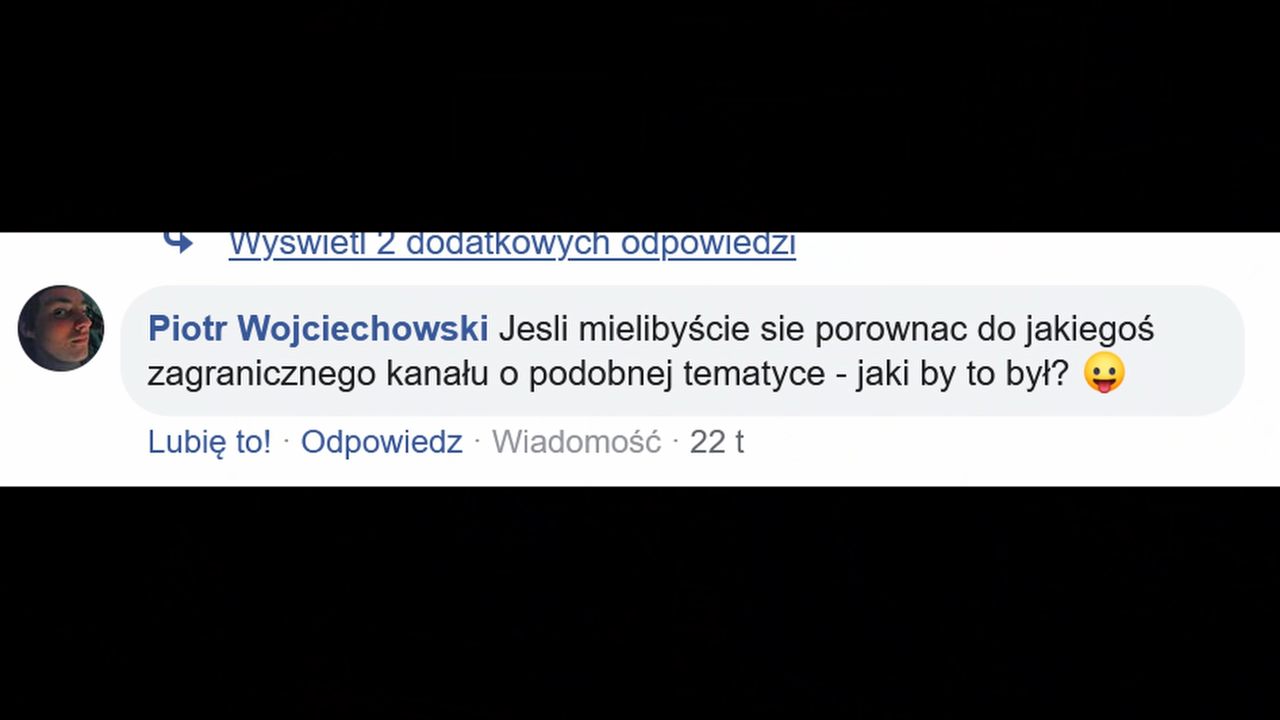 Wyświetl 2 dodatkowych odpowiedzi
Piotr Wojciechowski Jesli mielibyście sie porownac do jakiegoś
zagranicznego kanału o podobnej tematyce - jaki by to był? 😛
Lubię to! · Odpowiedz · Wiadomość · 22 t